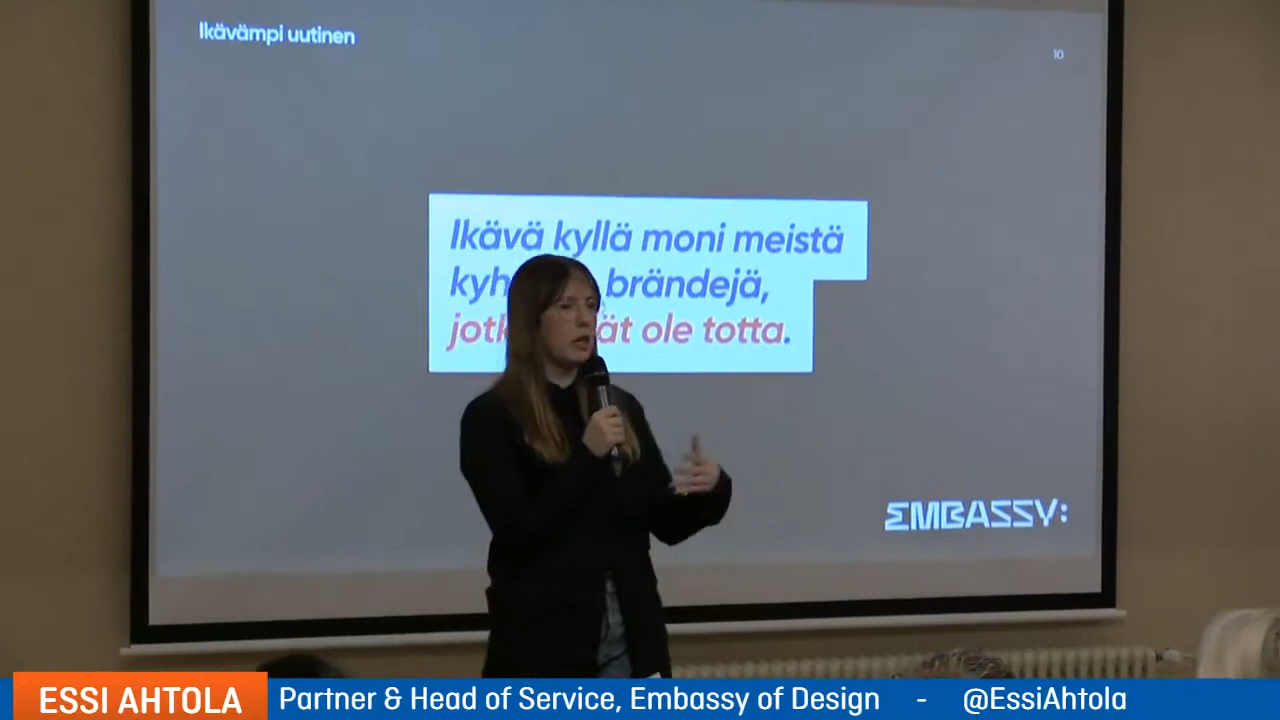 Ikävämpi uutinen
10
Ikävä kyllä moni meistä
brändejä,
ole totta.
EMBASSY:
ESSI AHTOLA
Partner & Head of Service, Embassy of Design - @EssiAhtola